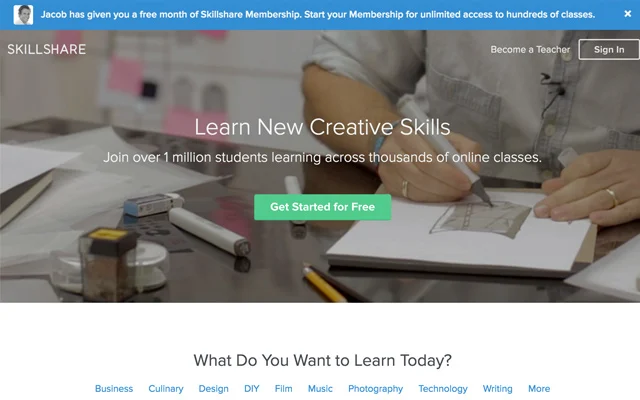 Jacob has given you a free month of Skillshare Membership. Start your Membership for unlimited access to hundreds of classes.
SKILLSHARE
Become a Teacher
Sign In
Learn New Creative Skills
Join over 1 million students learning across thousands of online classes.
Get Started for Free
What Do You Want to Learn Today?
Business Culinary Design DIY Film Music Photography Technology Writing More